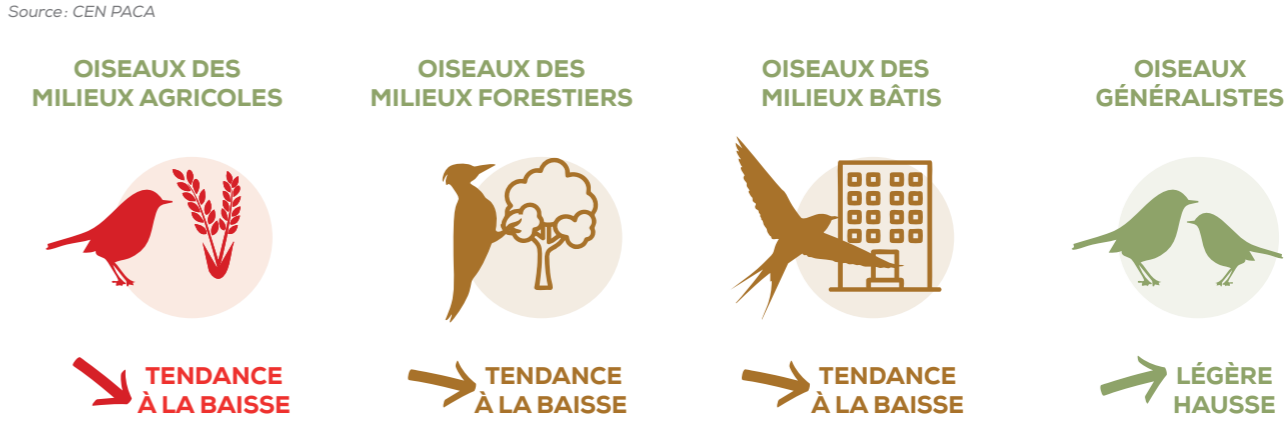 Source : CEN PACA
OISEAUX DES
MILIEUX AGRICOLES
OISEAUX DES
MILIEUX FORESTIERS
OISEAUX DES
MILIEUX BÂTIS
OISEAUX
GÉNÉRALISTES
TENDANCE
À LA BAISSE
TENDANCE
À LA BAISSE
TENDANCE
À LA BAISSE
LÉGÈRE
HAUSSE